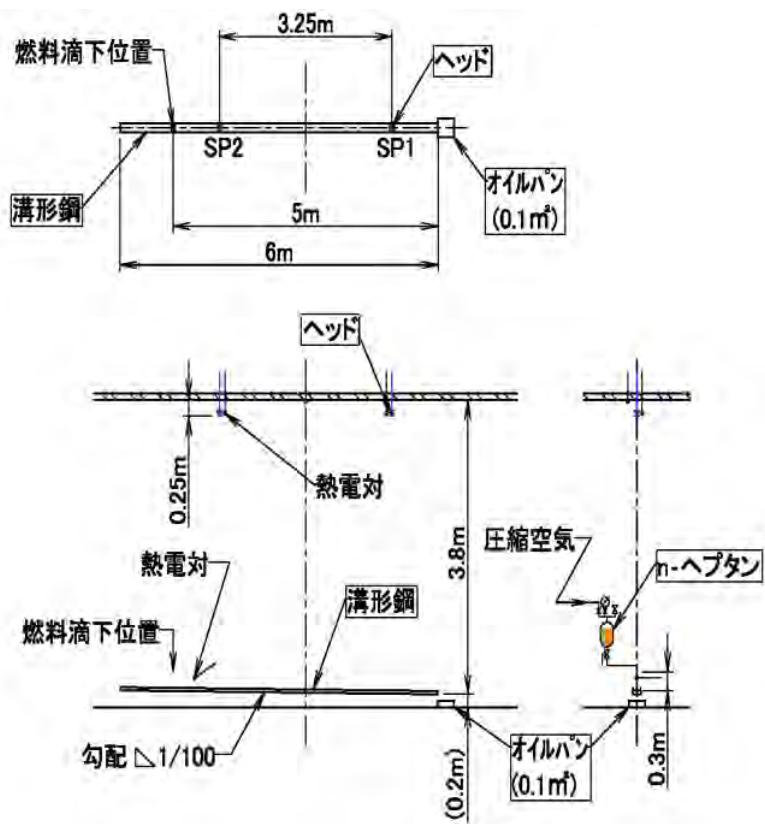 3.25m
燃料滴下位置
ヘッド
SP2
SP1
オイルパン
(0.1㎡)
溝形鋼
5m
6m
ヘッド
0.25m
熱電対
3.8m
圧縮空気
n-ヘプタン
熱電対
溝形鋼
燃料滴下位置
勾配 1/100
(0.2m)
オイルパン
(0.1㎡)
0.3m